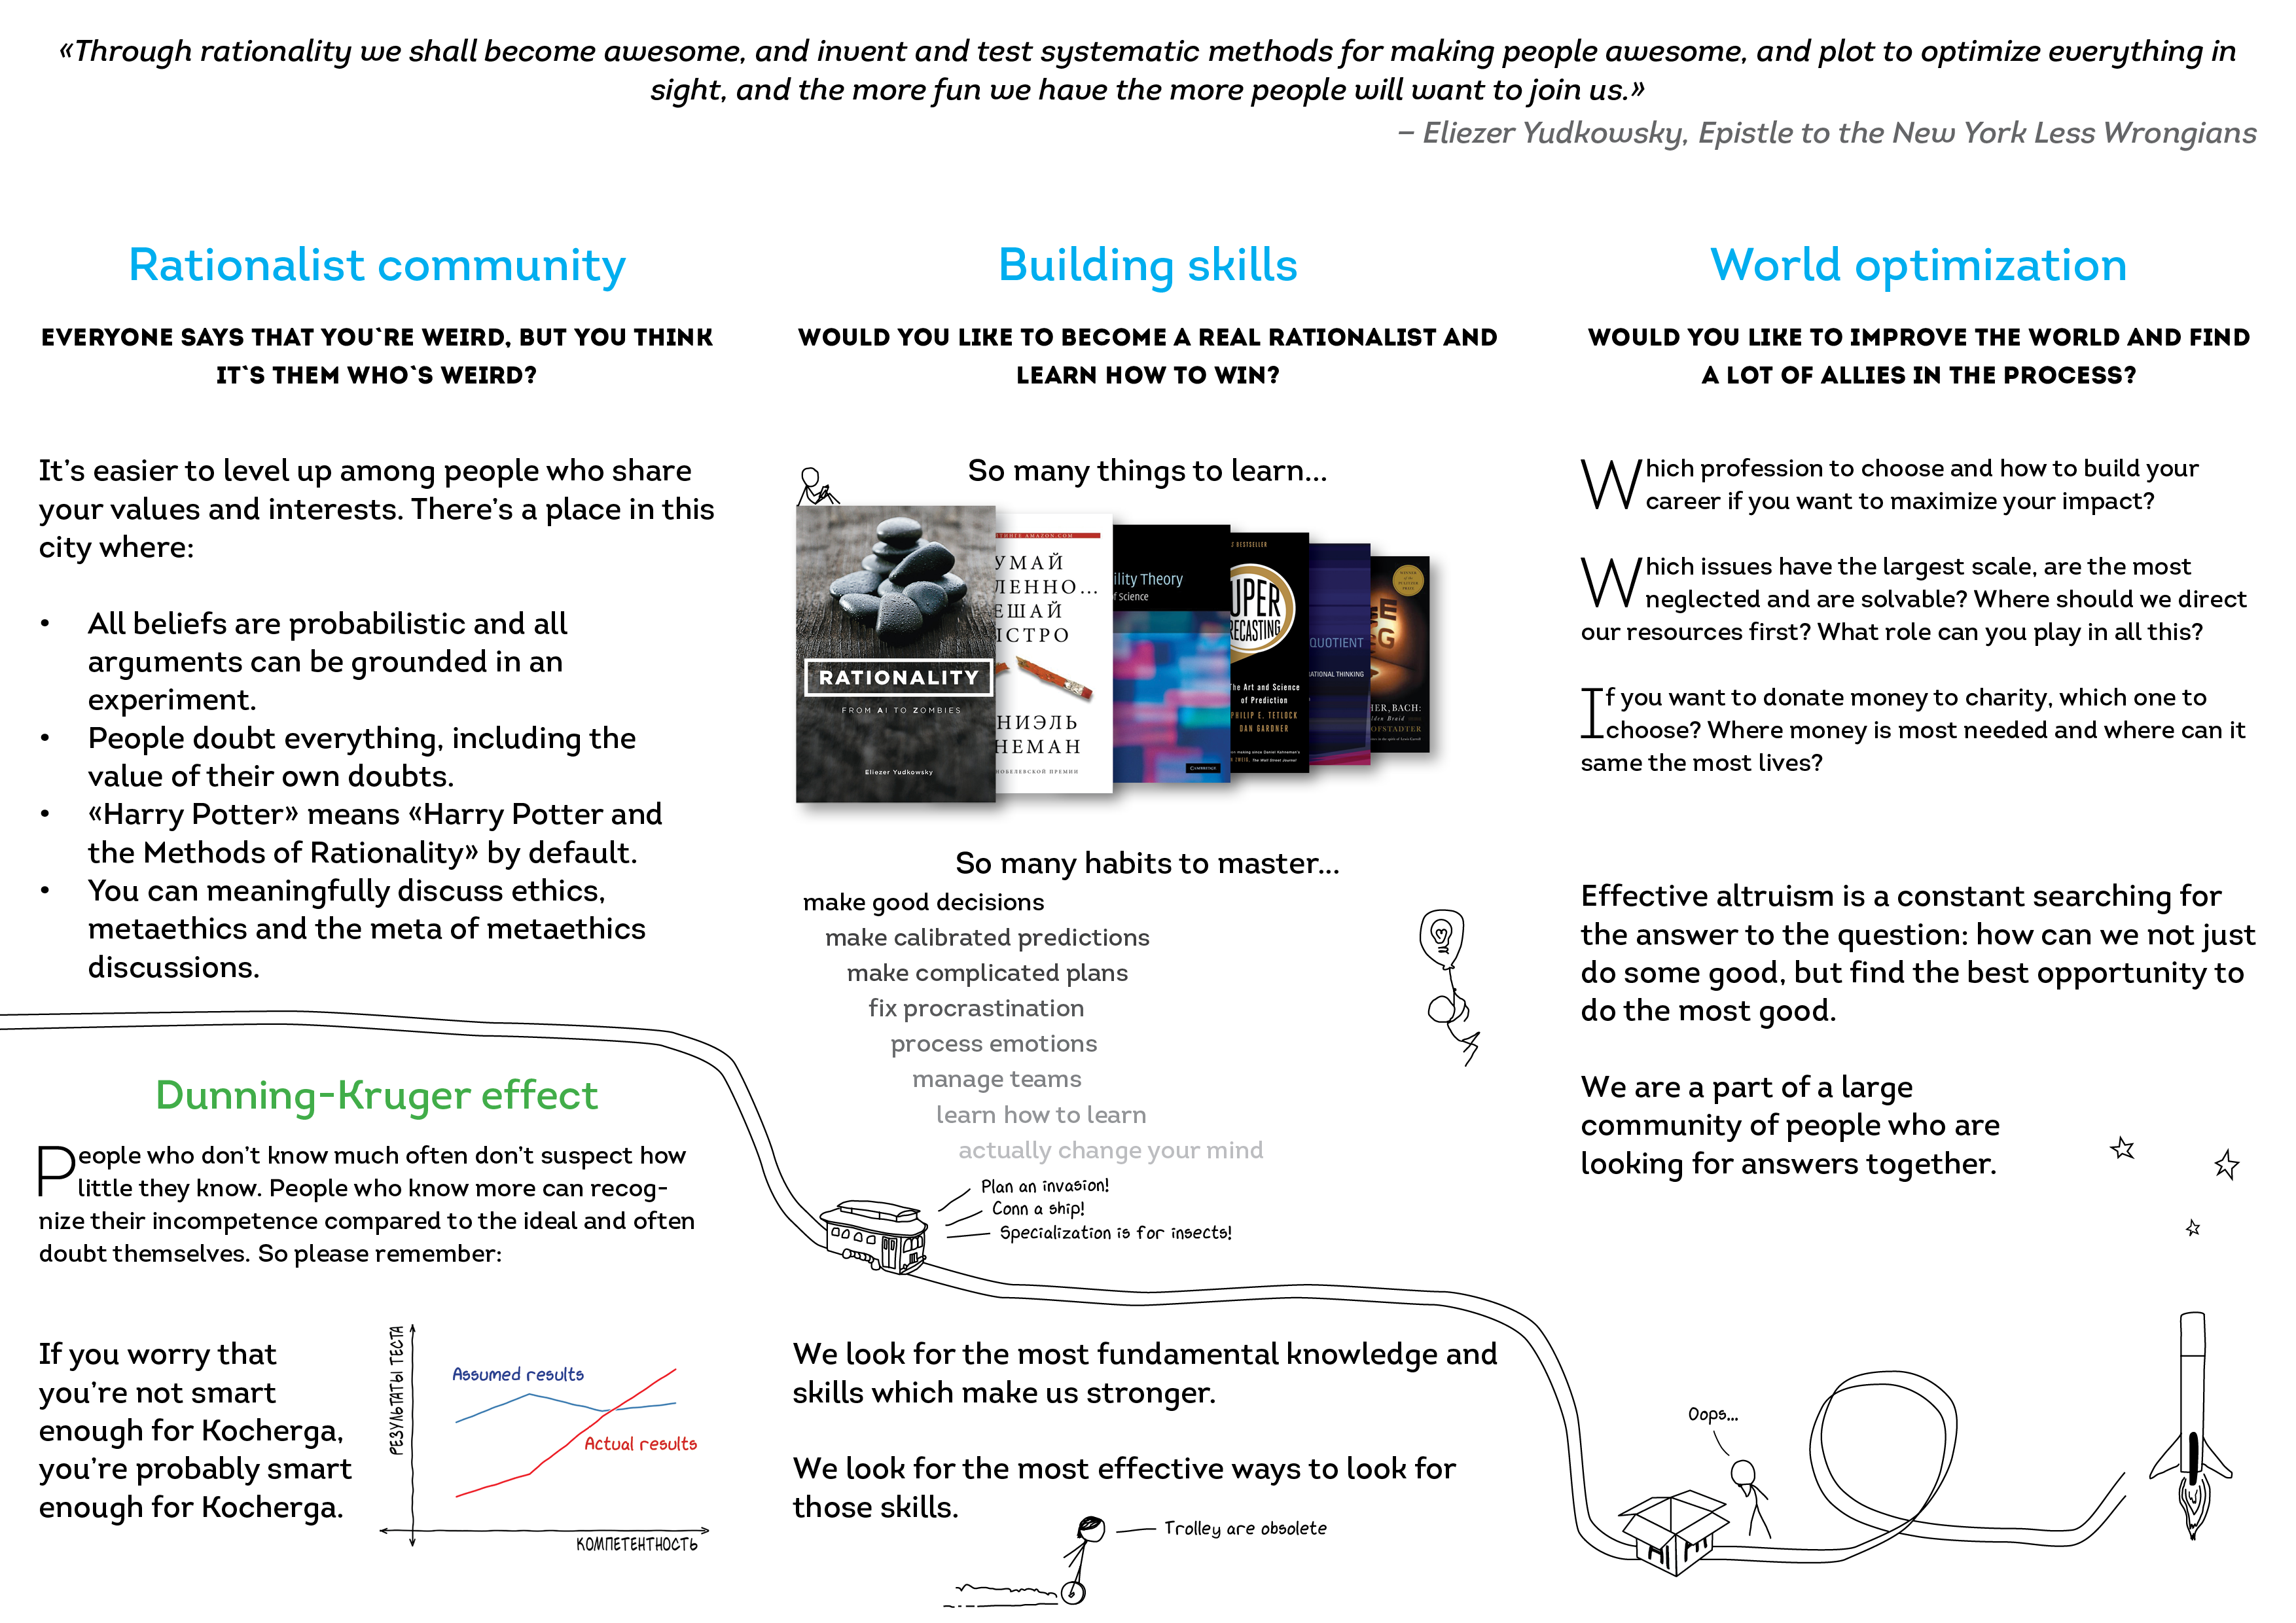 «Through rationality we shall become awesome, and invent and test systematic methods for making people awesome, and plot to optimize everything in
sight, and the more fun we have the more people will want to join us.»
– Eliezer Yudkowsky, Epistle to the New York Less Wrongians
Rationalist community
EVERYONE SAYS THAT YOU`RE WEIRD, BUT YOU THINK
IT`S THEM WHO`S WEIRD?
It's easier to level up among people who share
your values and interests. There's a place in this
city where:
• All beliefs are probabilistic and all
arguments can be grounded in an
experiment.
• People doubt everything, including the
value of their own doubts.
• «Harry Potter» means «Harry Potter and
the Methods of Rationality» by default.
• You can meaningfully discuss ethics,
metaethics and the meta of metaethics
discussions.
Dunning-Kruger effect
People who don't know much often don't suspect how
little they know. People who know more can recog-
nize their incompetence compared to the ideal and often
doubt themselves. So please remember:
If you worry that
you're not smart
enough for Kocherga,
you're probably smart
enough for Kocherga.
РЕЗУЛЬТАТЫ ТЕСТА
Assumed results
Actual results
КОМПЕТЕНТНОСТЬ
Building skills
WOULD YOU LIKE TO BECOME A REAL RATIONALIST AND
LEARN HOW TO WIN?
So many things to learn...
RATIONALITY
FROM AI TO ZOMBIES
Eliezer Yudkowsky
ТИНГЕ AMAZON.COM
УМАЙ
ЛЕННО...
ЕШАЙ
ІСТРО
НИЭЛЬ
НЕМАН
НОБЕЛЕВСКОЙ ПРЕМИИ
ility Theory
f Science
CAMBRIDGE
BESTSELLER
UPER
RECASTING
The Art and Science
of Prediction
PHILIP E. TETLOCK
DAN GARDNER
QUOTIENT
ATIONAL THINKING
E
EG
HER, BACH:
lden Braid
OFSTADTER
So many habits to master...
make good decisions
make calibrated predictions
make complicated plans
fix procrastination
process emotions
manage teams
learn how to learn
actually change your mind
Plan an invasion!
Conn a ship!
Specialization is for insects!
We look for the most fundamental knowledge and
skills which make us stronger.
We look for the most effective ways to look for
those skills.
Trolley are obsolete
World optimization
WOULD YOU LIKE TO IMPROVE THE WORLD AND FIND
A LOT OF ALLIES IN THE PROCESS?
Which profession to choose and how to build your
career if you want to maximize your impact?
Which issues have the largest scale, are the most
neglected and are solvable? Where should we direct
our resources first? What role can you play in all this?
If you want to donate money to charity, which one to
choose? Where money is most needed and where can it
same the most lives?
Effective altruism is a constant searching for
the answer to the question: how can we not just
do some good, but find the best opportunity to
do the most good.
We are a part of a large
community of people who are
looking for answers together.
Oops...
AI